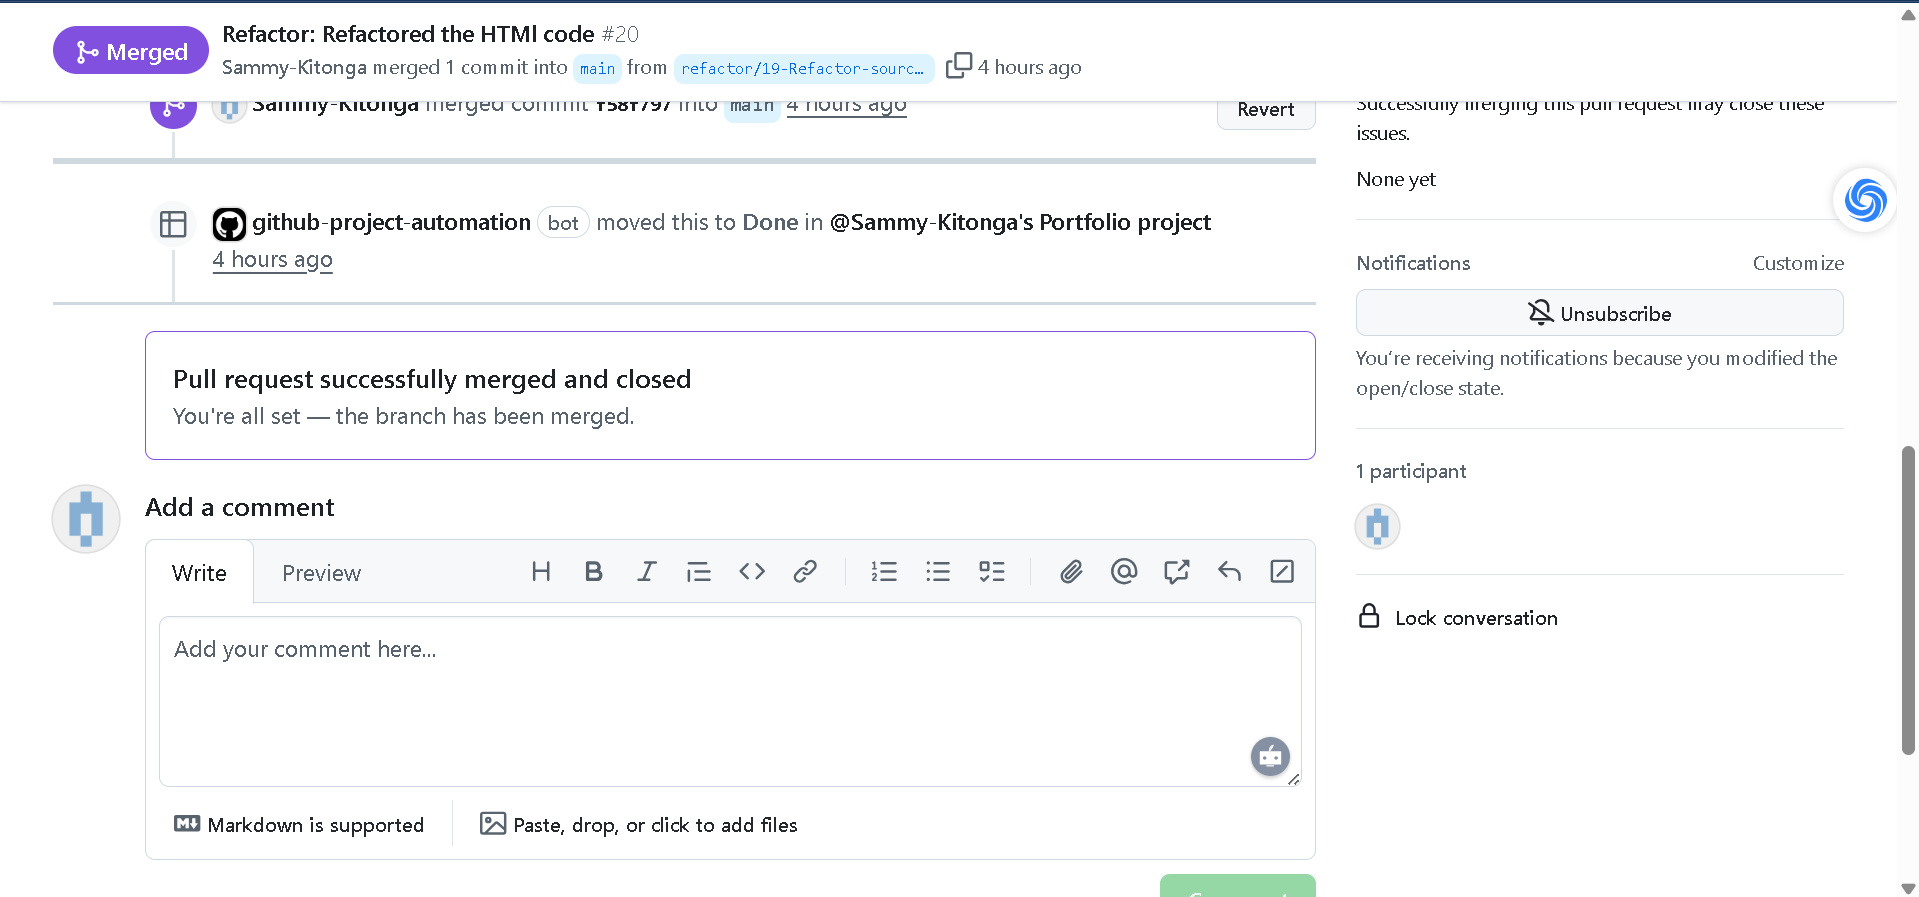 Merged
Refactor: Refactored the HTMl code #20
Sammy-Kitonga merged 1 commit into main from refactor/19-Refactor-sourc… 4 hours ago
Sammy-Kitonga merged commit f58f797 into main 4 hours ago
Revert
github-project-automation bot moved this to Done in @Sammy-Kitonga's Portfolio project
4 hours ago
Pull request successfully merged and closed
You're all set — the branch has been merged.
Add a comment
Write Preview
Add your comment here...
Markdown is supported
Paste, drop, or click to add files
Successfully merging this pull request may close these
issues.
None yet
Notifications Customize
Unsubscribe
You’re receiving notifications because you modified the
open/close state.
1 participant
Lock conversation